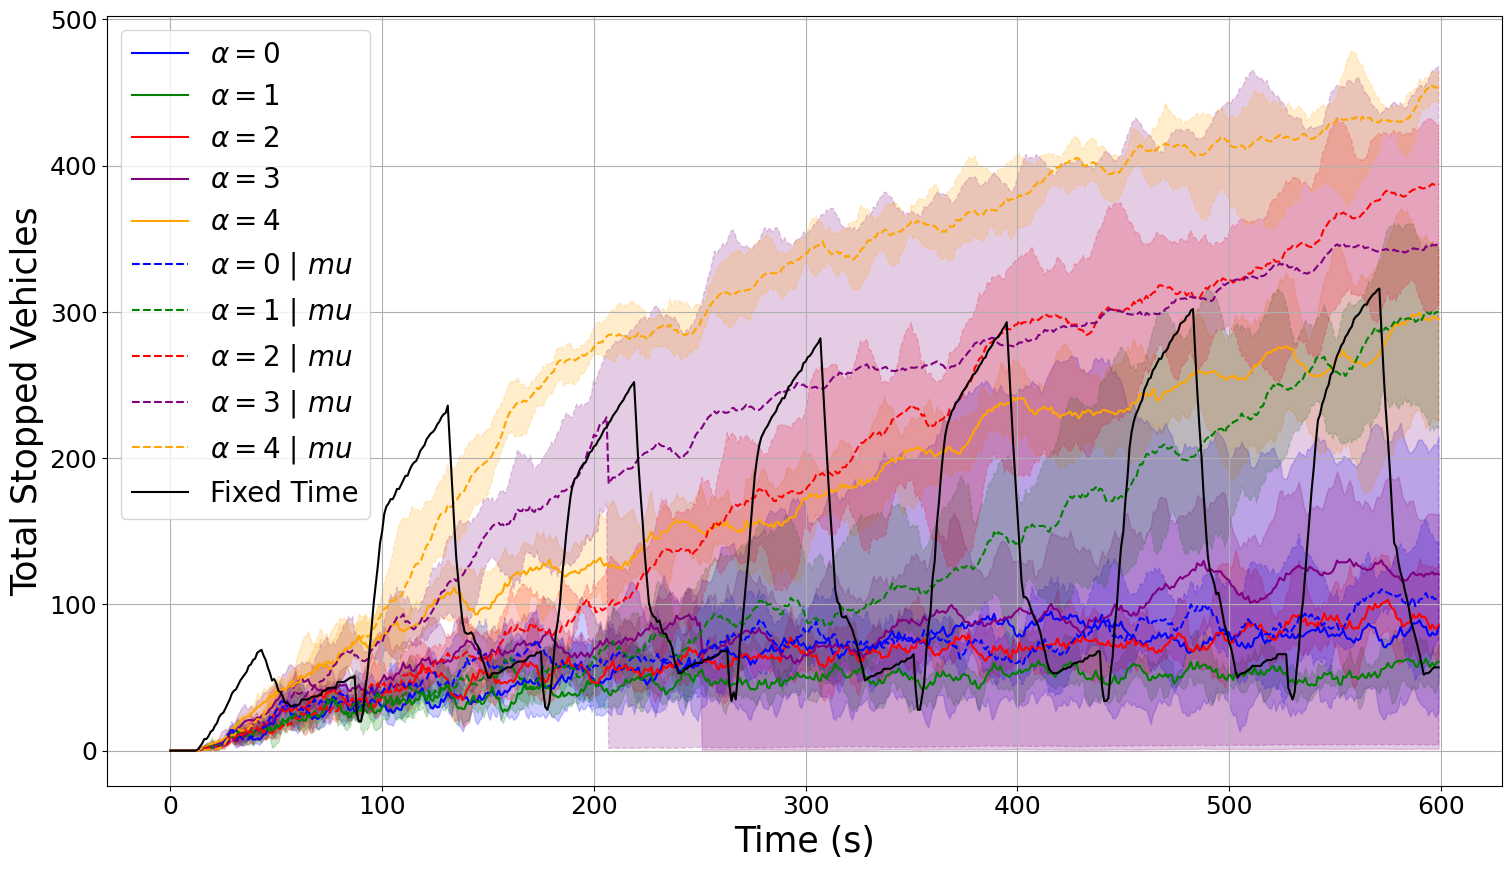 500
400
300
200
100
0
Total Stopped Vehicles
α = 0
α = 1
α = 2
α = 3
α = 4
α = 0 | mu
α = 1 | mu
α = 2 | mu
α = 3 | mu
α = 4 | mu
Fixed Time
0 100 200 300 400 500 600
Time (s)